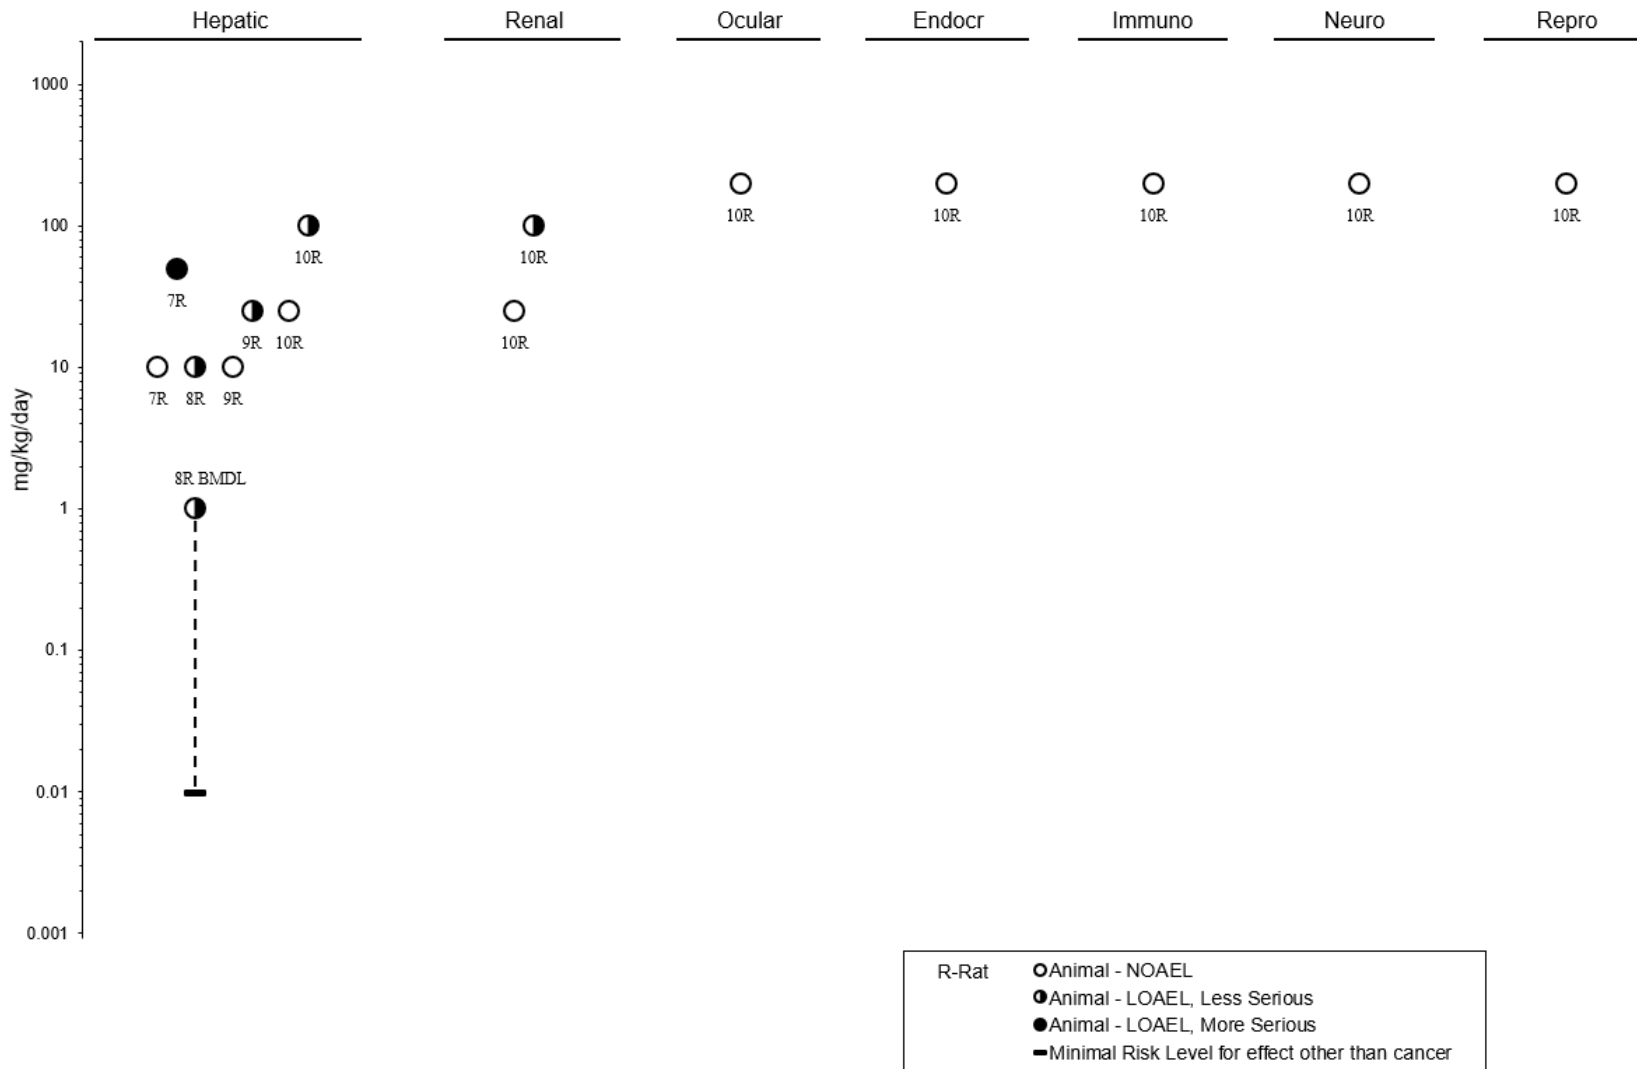 Hepatic Renal Ocular Endocr Immuno Neuro Repro
1000
10R 10R 10R 10R 10R
100
10R 10R
7R
9R 10R 10R
10
7R 8R 9R
mg/kg/day
8R BMDL
1
0.1
0.01
0.001
R-Rat Animal - NOAEL
Animal - LOAEL, Less Serious
Animal - LOAEL, More Serious
Minimal Risk Level for effect other than cancer